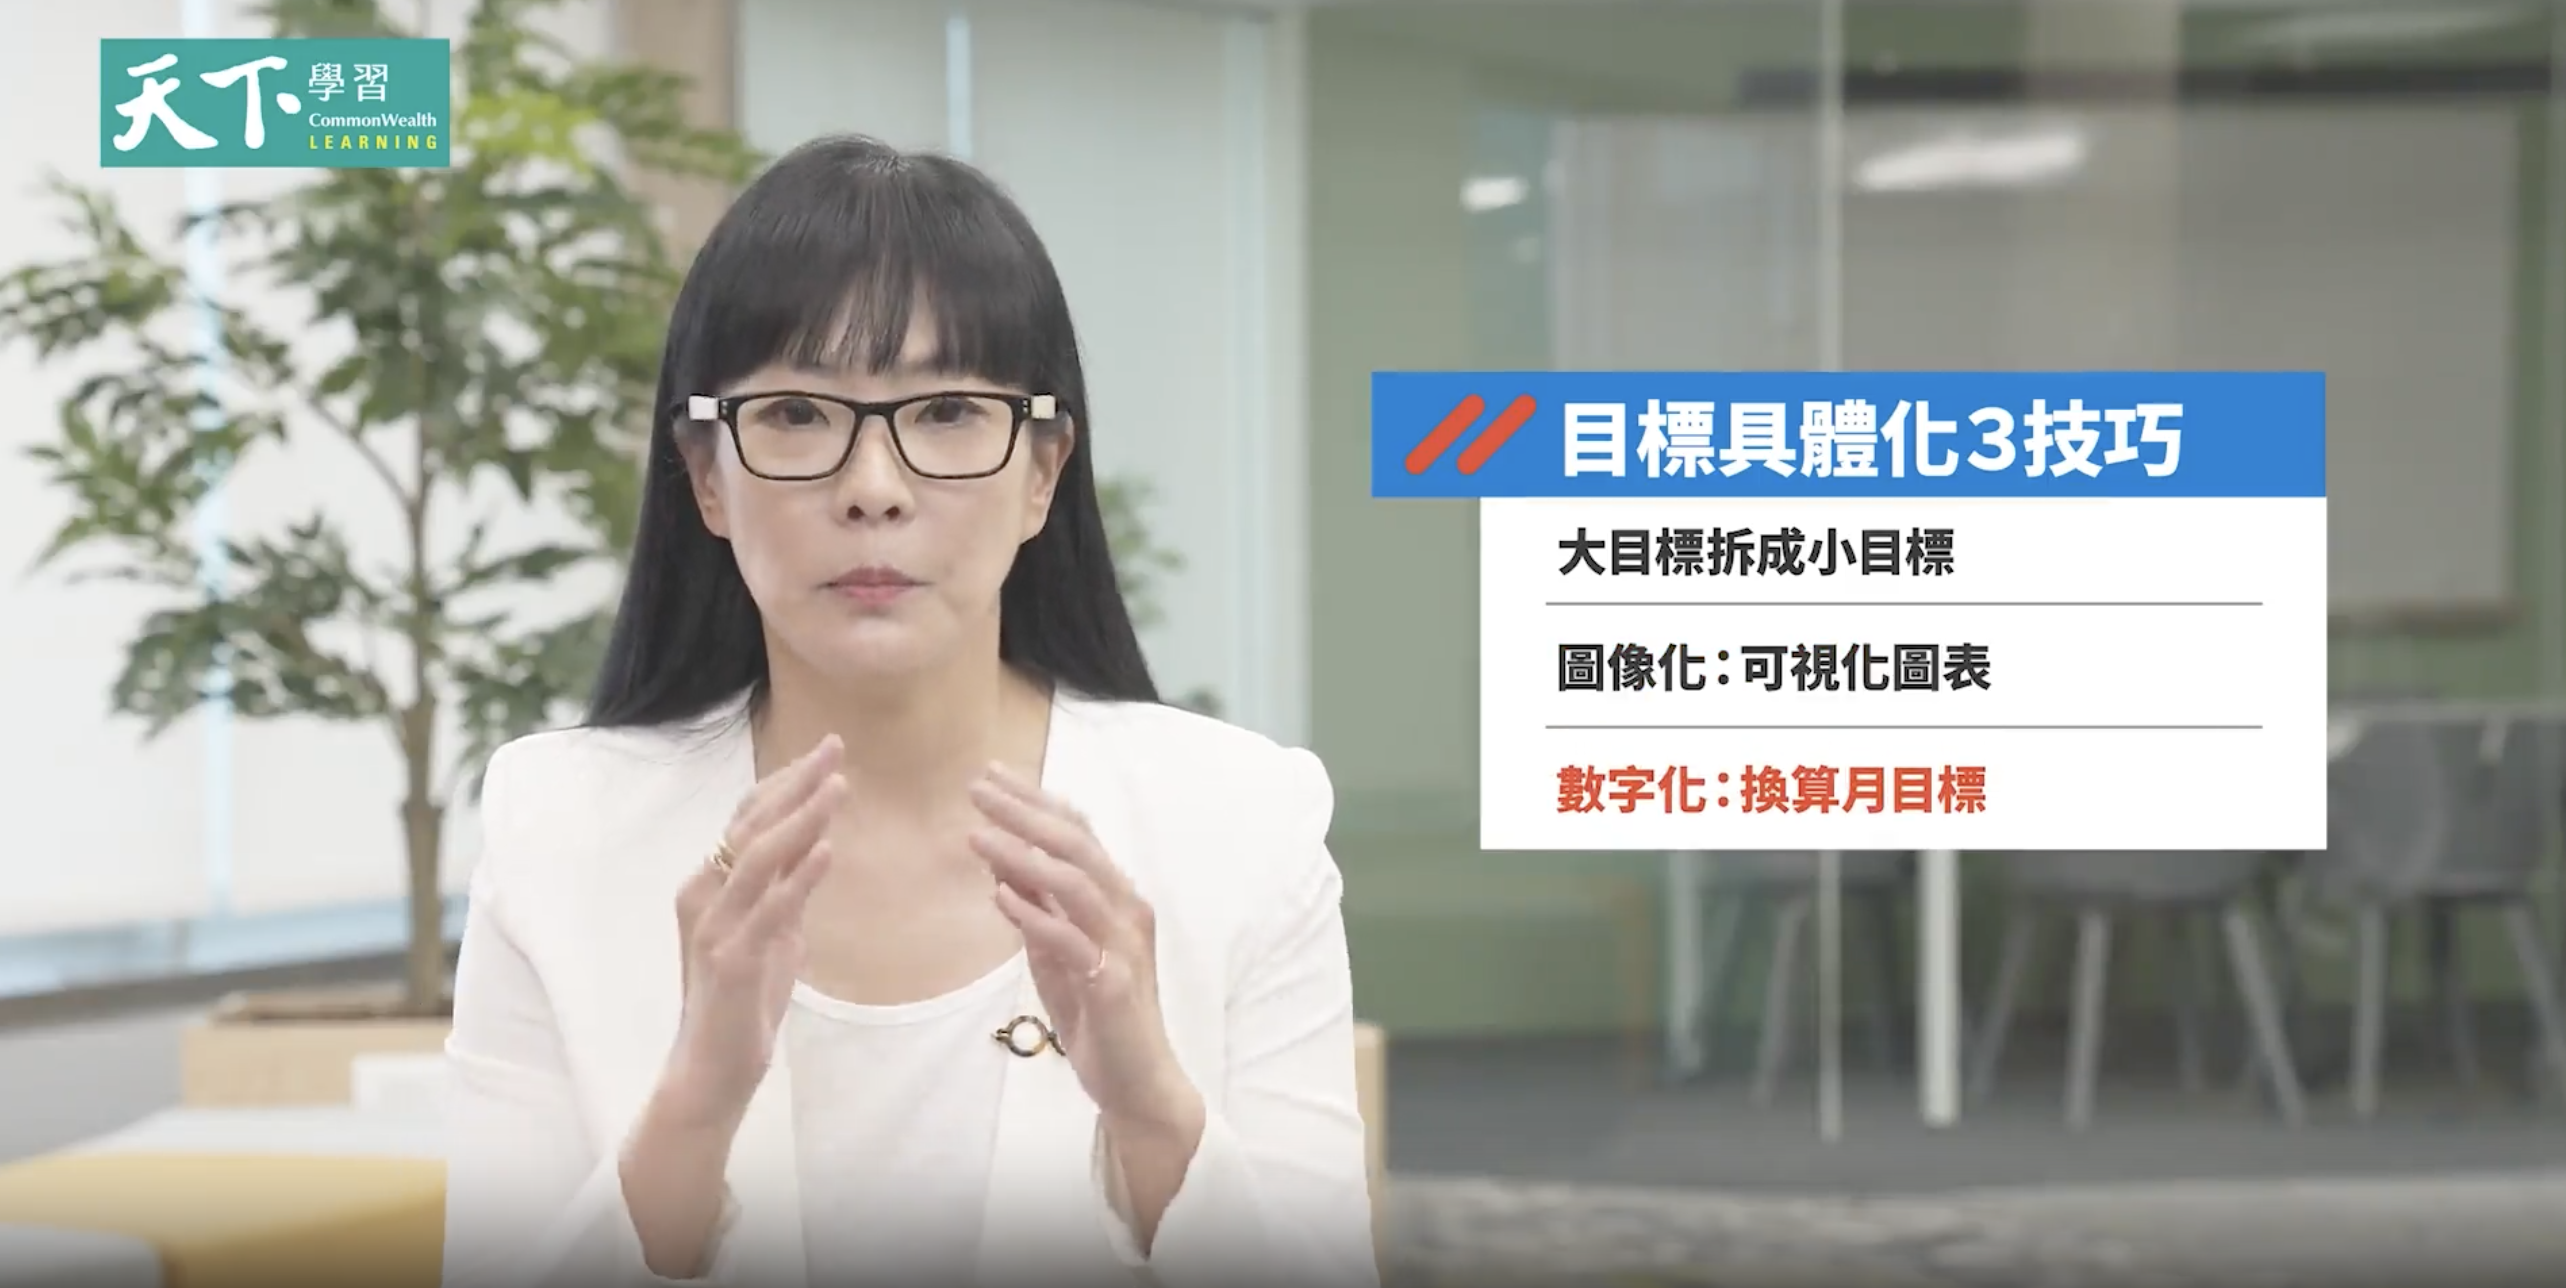 天下學習
CommonWealth
LEARNING
目標具體化3技巧
大目標拆成小目標
圖像化：可視化圖表
數字化：換算月目標